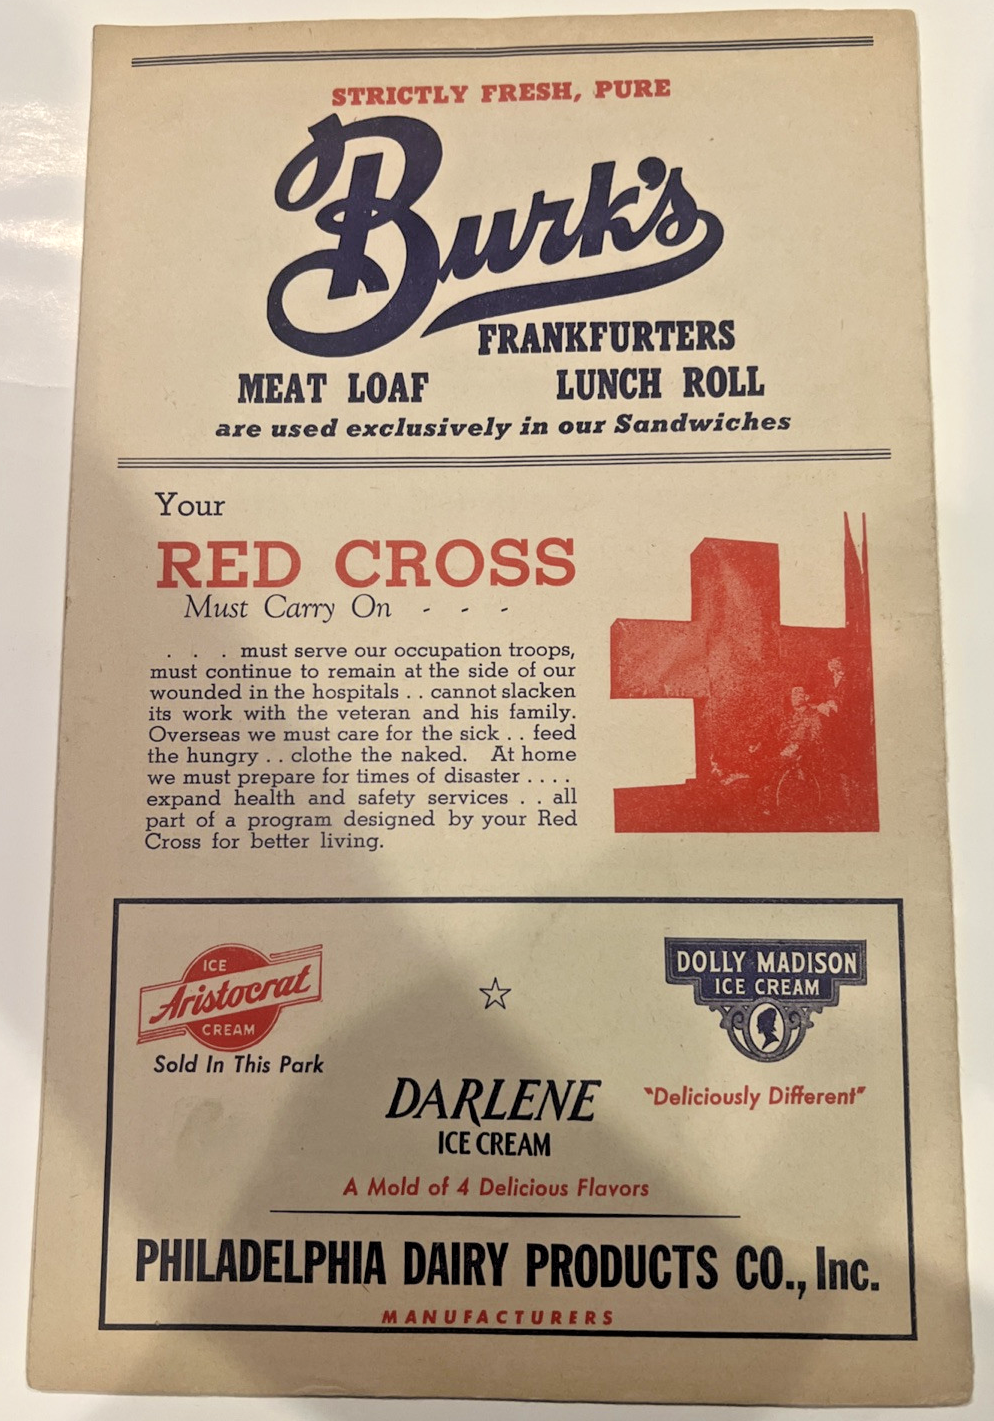 STRICTLY FRESH, PURE
Burk's
FRANKFURTERS
MEAT LOAF LUNCH ROLL
are used exclusively in our Sandwiches
Your
RED CROSS
Must Carry On - - -
. . . must serve our occupation troops,
must continue to remain at the side of our
wounded in the hospitals . . cannot slacken
its work with the veteran and his family.
Overseas we must care for the sick . . feed
the hungry . . clothe the naked. At home
we must prepare for times of disaster . . . .
expand health and safety services . . all
part of a program designed by your Red
Cross for better living.
ICE
Aristocrat
CREAM
Sold In This Park
DOLLY MADISON
ICE CREAM
"Deliciously Different"
DARLENE
ICE CREAM
A Mold of 4 Delicious Flavors
PHILADELPHIA DAIRY PRODUCTS CO., Inc.
MANUFACTURERS